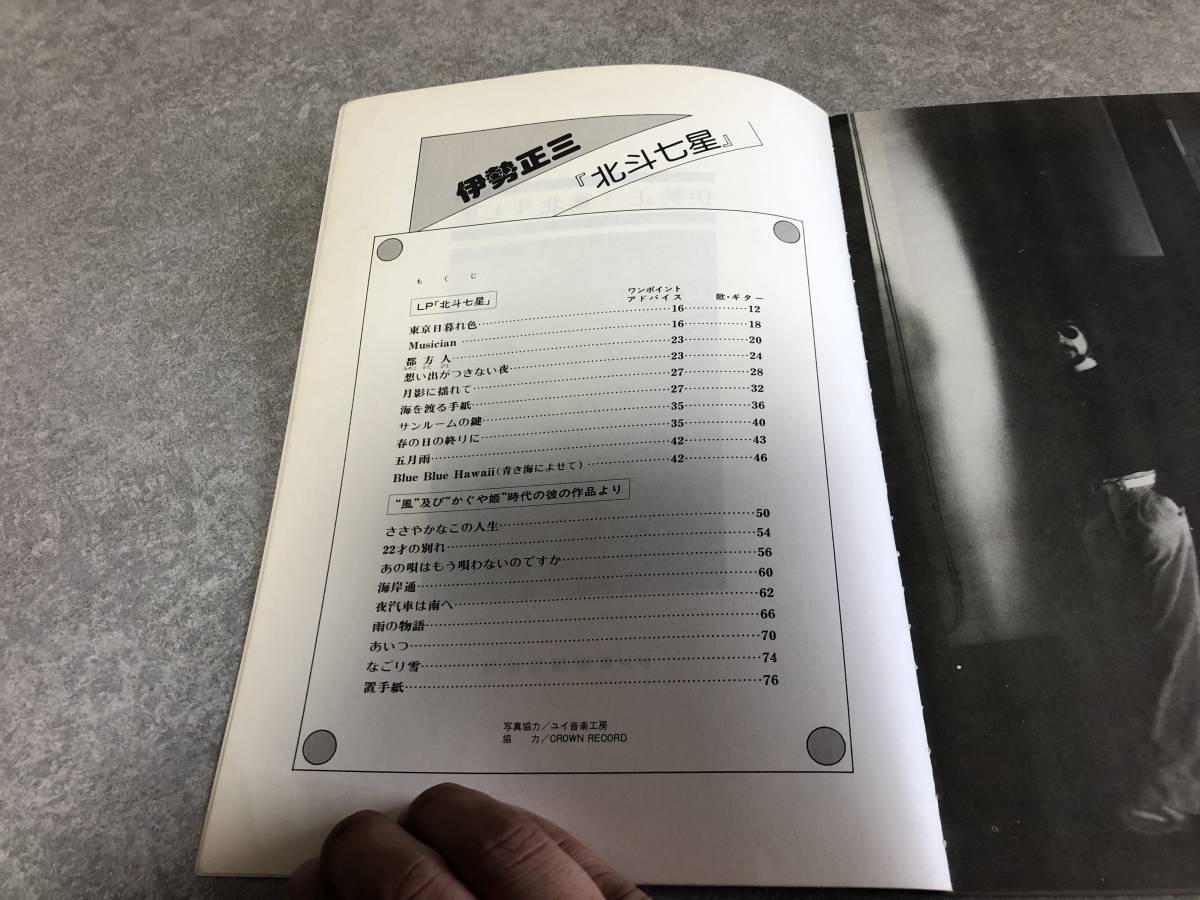 伊勢正三
『北斗七星』
もくじ
LP「北斗七星」
ワンポイントアドバイス 歌・ギター
東京日暮れ色 16 12
Musician 16 18
都方人 23 20
みやこ かた びと
想い出がつきない夜 23 24
月影に揺れて 27 28
海を渡る手紙 27 32
サンルームの鍵 35 36
春の日の終りに 35 40
五月雨 42 43
Blue Blue Hawaii(青き海によせて) 42 46
“風”及び“かぐや姫”時代の彼の作品より
ささやかなこの人生 50
22才の別れ 54
あの唄はもう唄わないのですか 56
海岸通 60
夜汽車は南へ 62
雨の物語 66
あいつ 70
なごり雪 74
置手紙 76
写真協力/ユイ音楽工房
協 力/CROWN RECORD